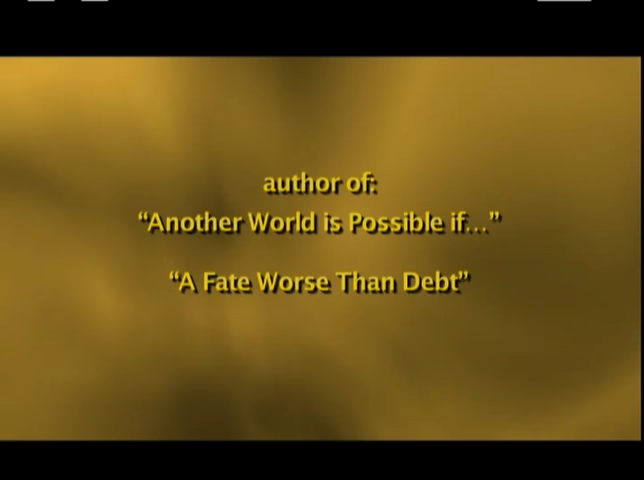 author of:
“Another World is Possible if...”
“A Fate Worse Than Debt”